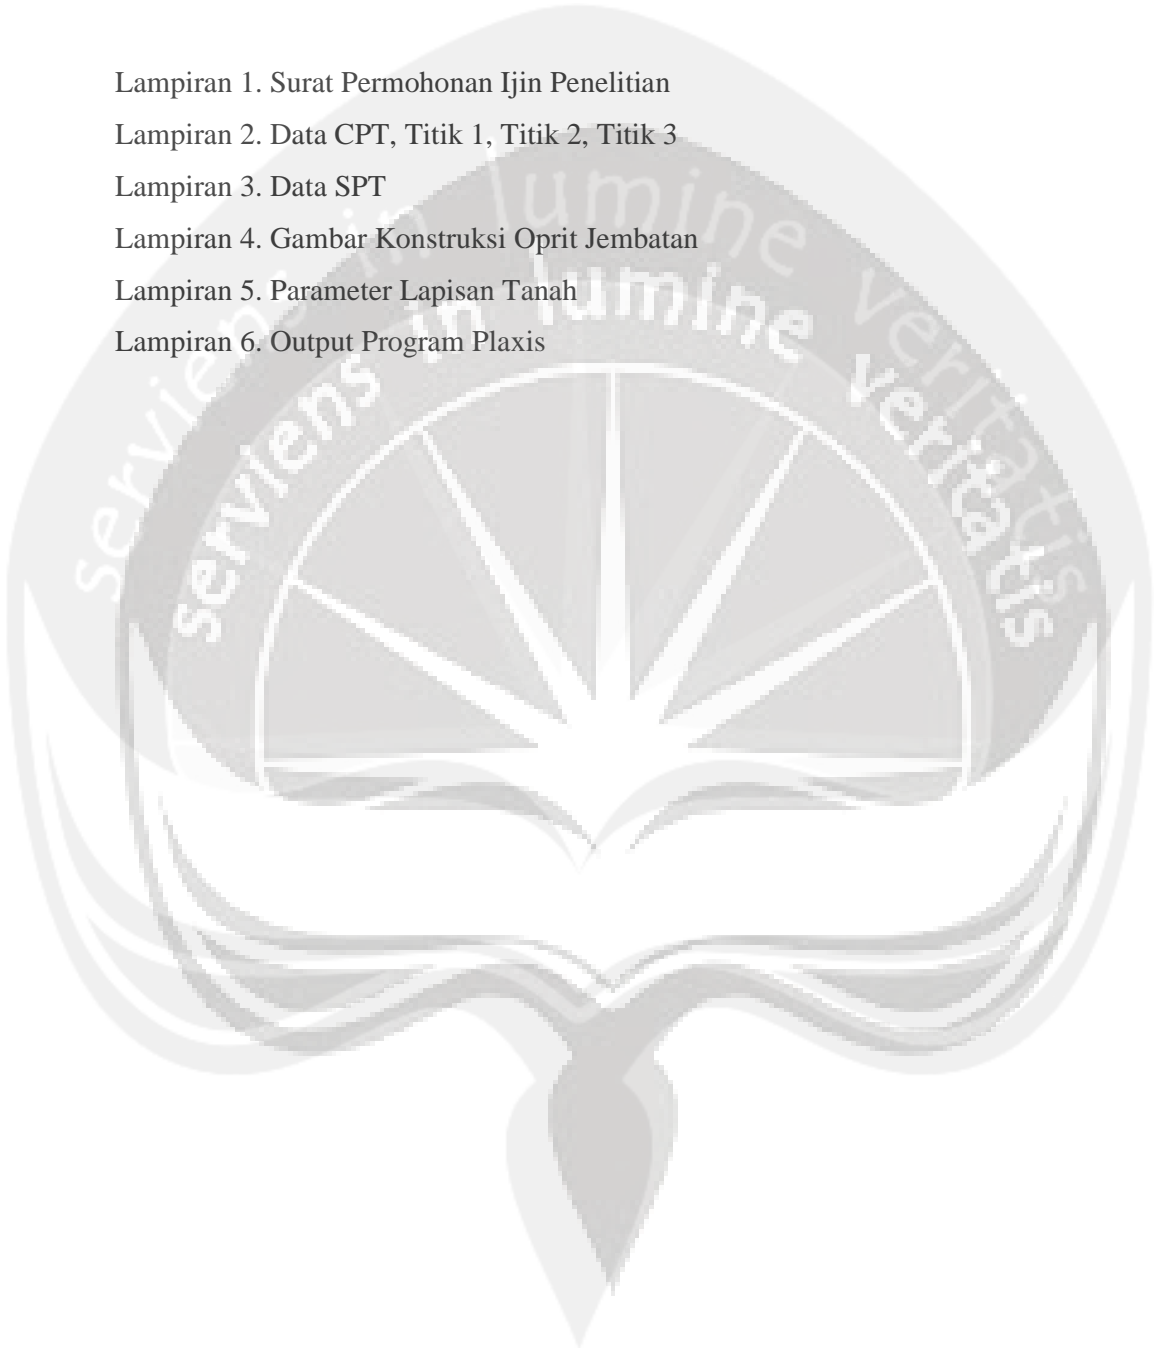 Lampiran 1. Surat Permohonan Ijin Penelitian
Lampiran 2. Data CPT, Titik 1, Titik 2, Titik 3
Lampiran 3. Data SPT
Lampiran 4. Gambar Konstruksi Oprit Jembatan
Lampiran 5. Parameter Lapisan Tanah
Lampiran 6. Output Program Plaxis
serviens in lumine veritatis
serviens in lumine veritatis